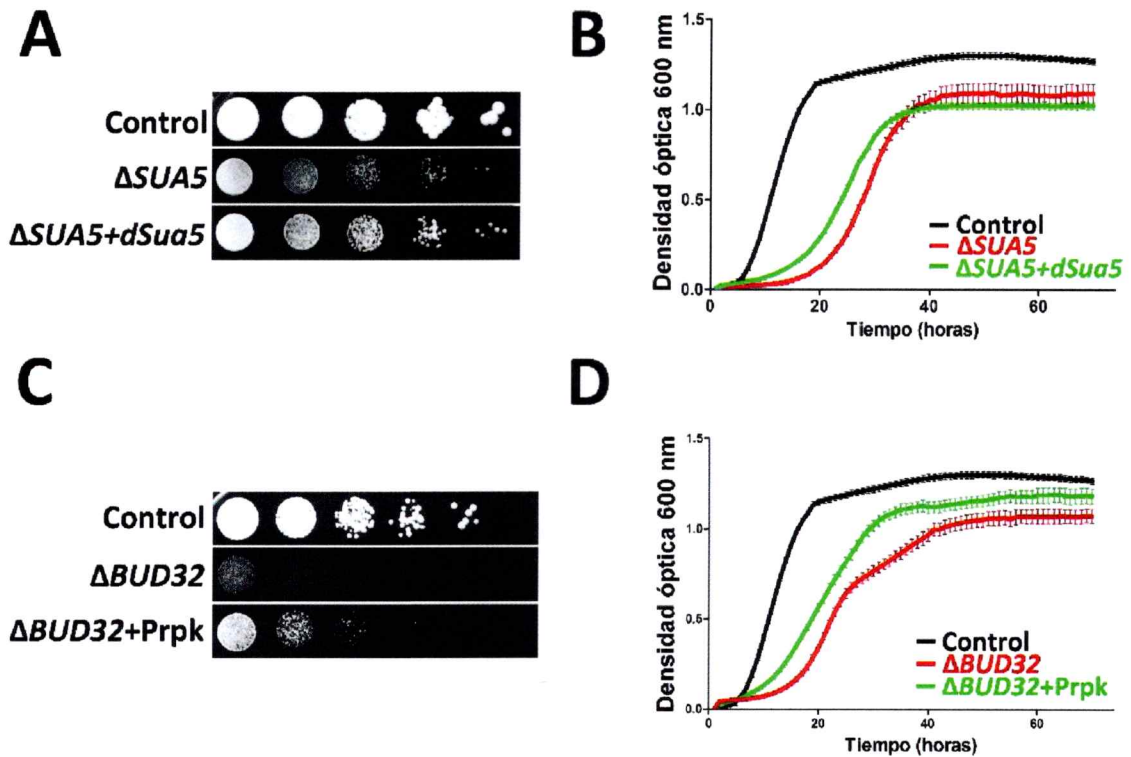 A
Control
ΔSUA5
ΔSUA5+dSua5
B
Densidad óptica 600 nm
1.5
1.0
0.5
0.0
0
20
40
60
Tiempo (horas)
Control
ΔSUA5
ΔSUA5+dSua5
C
Control
ΔBUD32
ΔBUD32+Prpk
D
Densidad óptica 600 nm
1.5
1.0
0.5
0.0
0
20
40
60
Tiempo (horas)
Control
ΔBUD32
ΔBUD32+Prpk